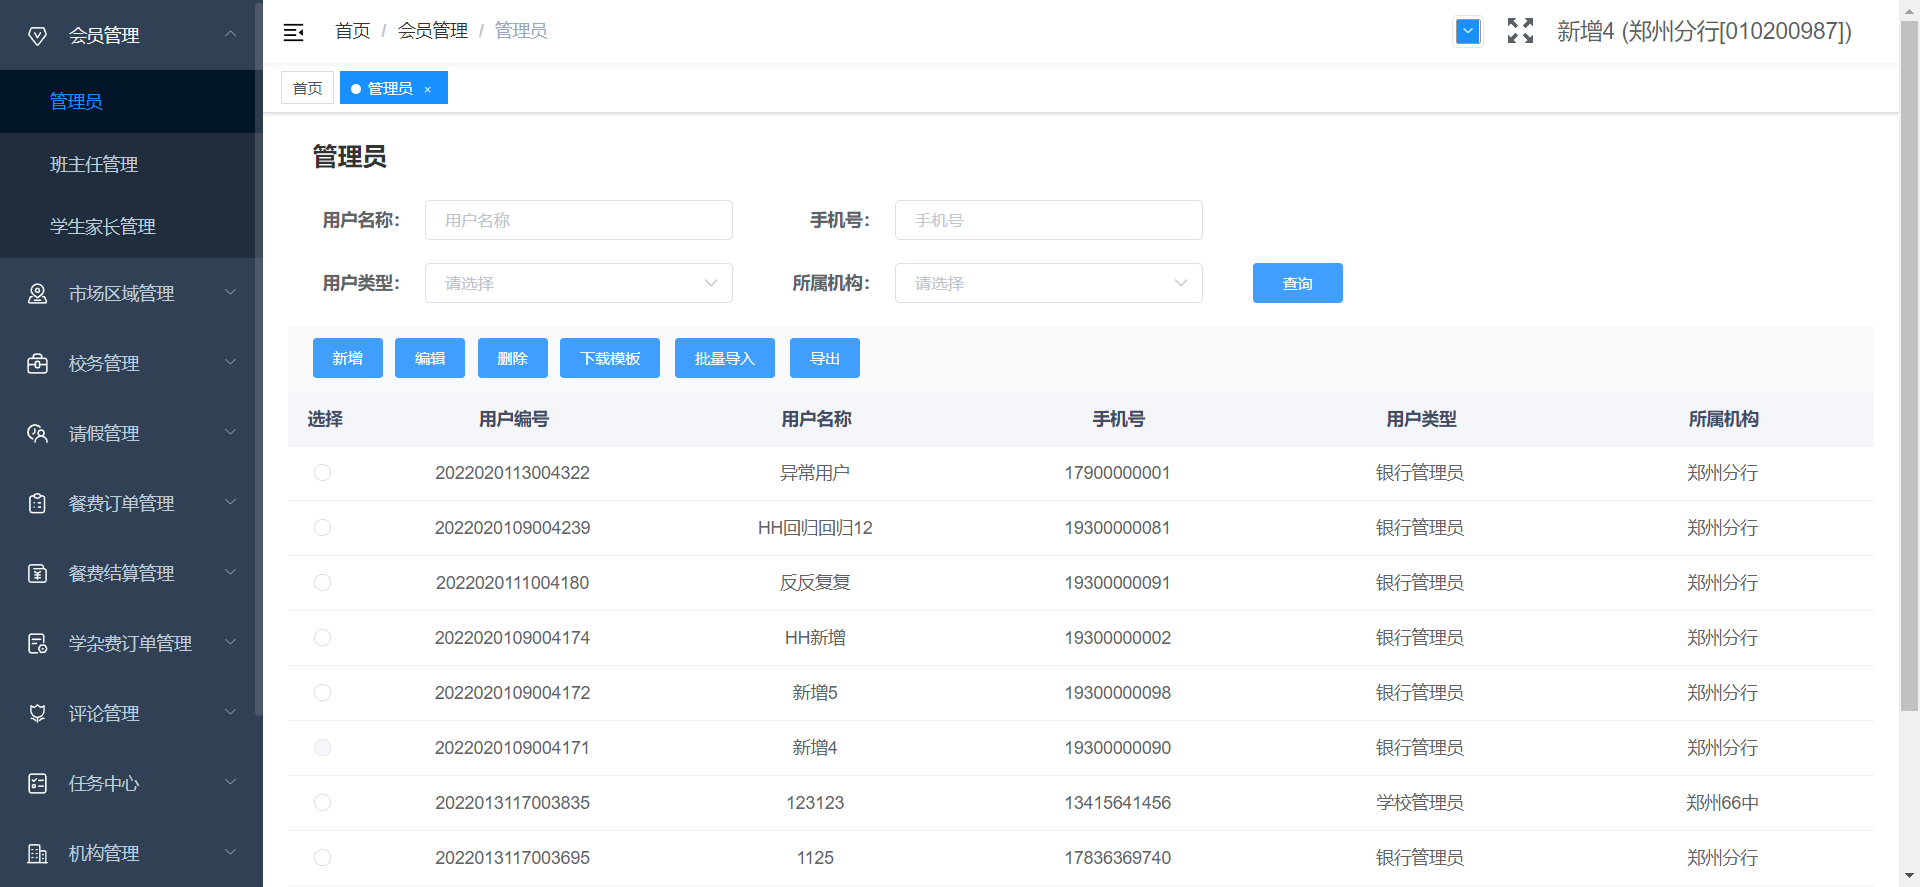 会员管理
管理员
班主任管理
学生家长管理
市场区域管理
校务管理
请假管理
餐费订单管理
餐费结算管理
学杂费订单管理
评论管理
任务中心
机构管理
首页 / 会员管理 / 管理员
新增4 (郑州分行[010200987])
首页 管理员 ×
管理员
用户名称: 用户名称 手机号: 手机号
用户类型: 请选择 所属机构: 请选择 查询
新增 编辑 删除 下载模板 批量导入 导出
选择 用户编号 用户名称 手机号 用户类型 所属机构
2022020113004322 异常用户 17900000001 银行管理员 郑州分行
2022020109004239 HH回归回归12 19300000081 银行管理员 郑州分行
2022020111004180 反反复复 19300000091 银行管理员 郑州分行
2022020109004174 HH新增 19300000002 银行管理员 郑州分行
2022020109004172 新增5 19300000098 银行管理员 郑州分行
2022020109004171 新增4 19300000090 银行管理员 郑州分行
2022013117003835 123123 13415641456 学校管理员 郑州66中
2022013117003695 1125 17836369740 银行管理员 郑州分行